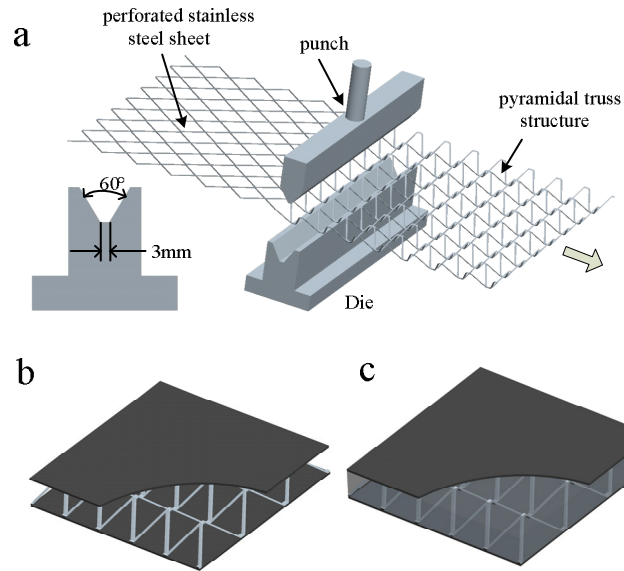 a
perforated stainless
steel sheet
punch
pyramidal truss
structure
60°
3mm
Die
b
c